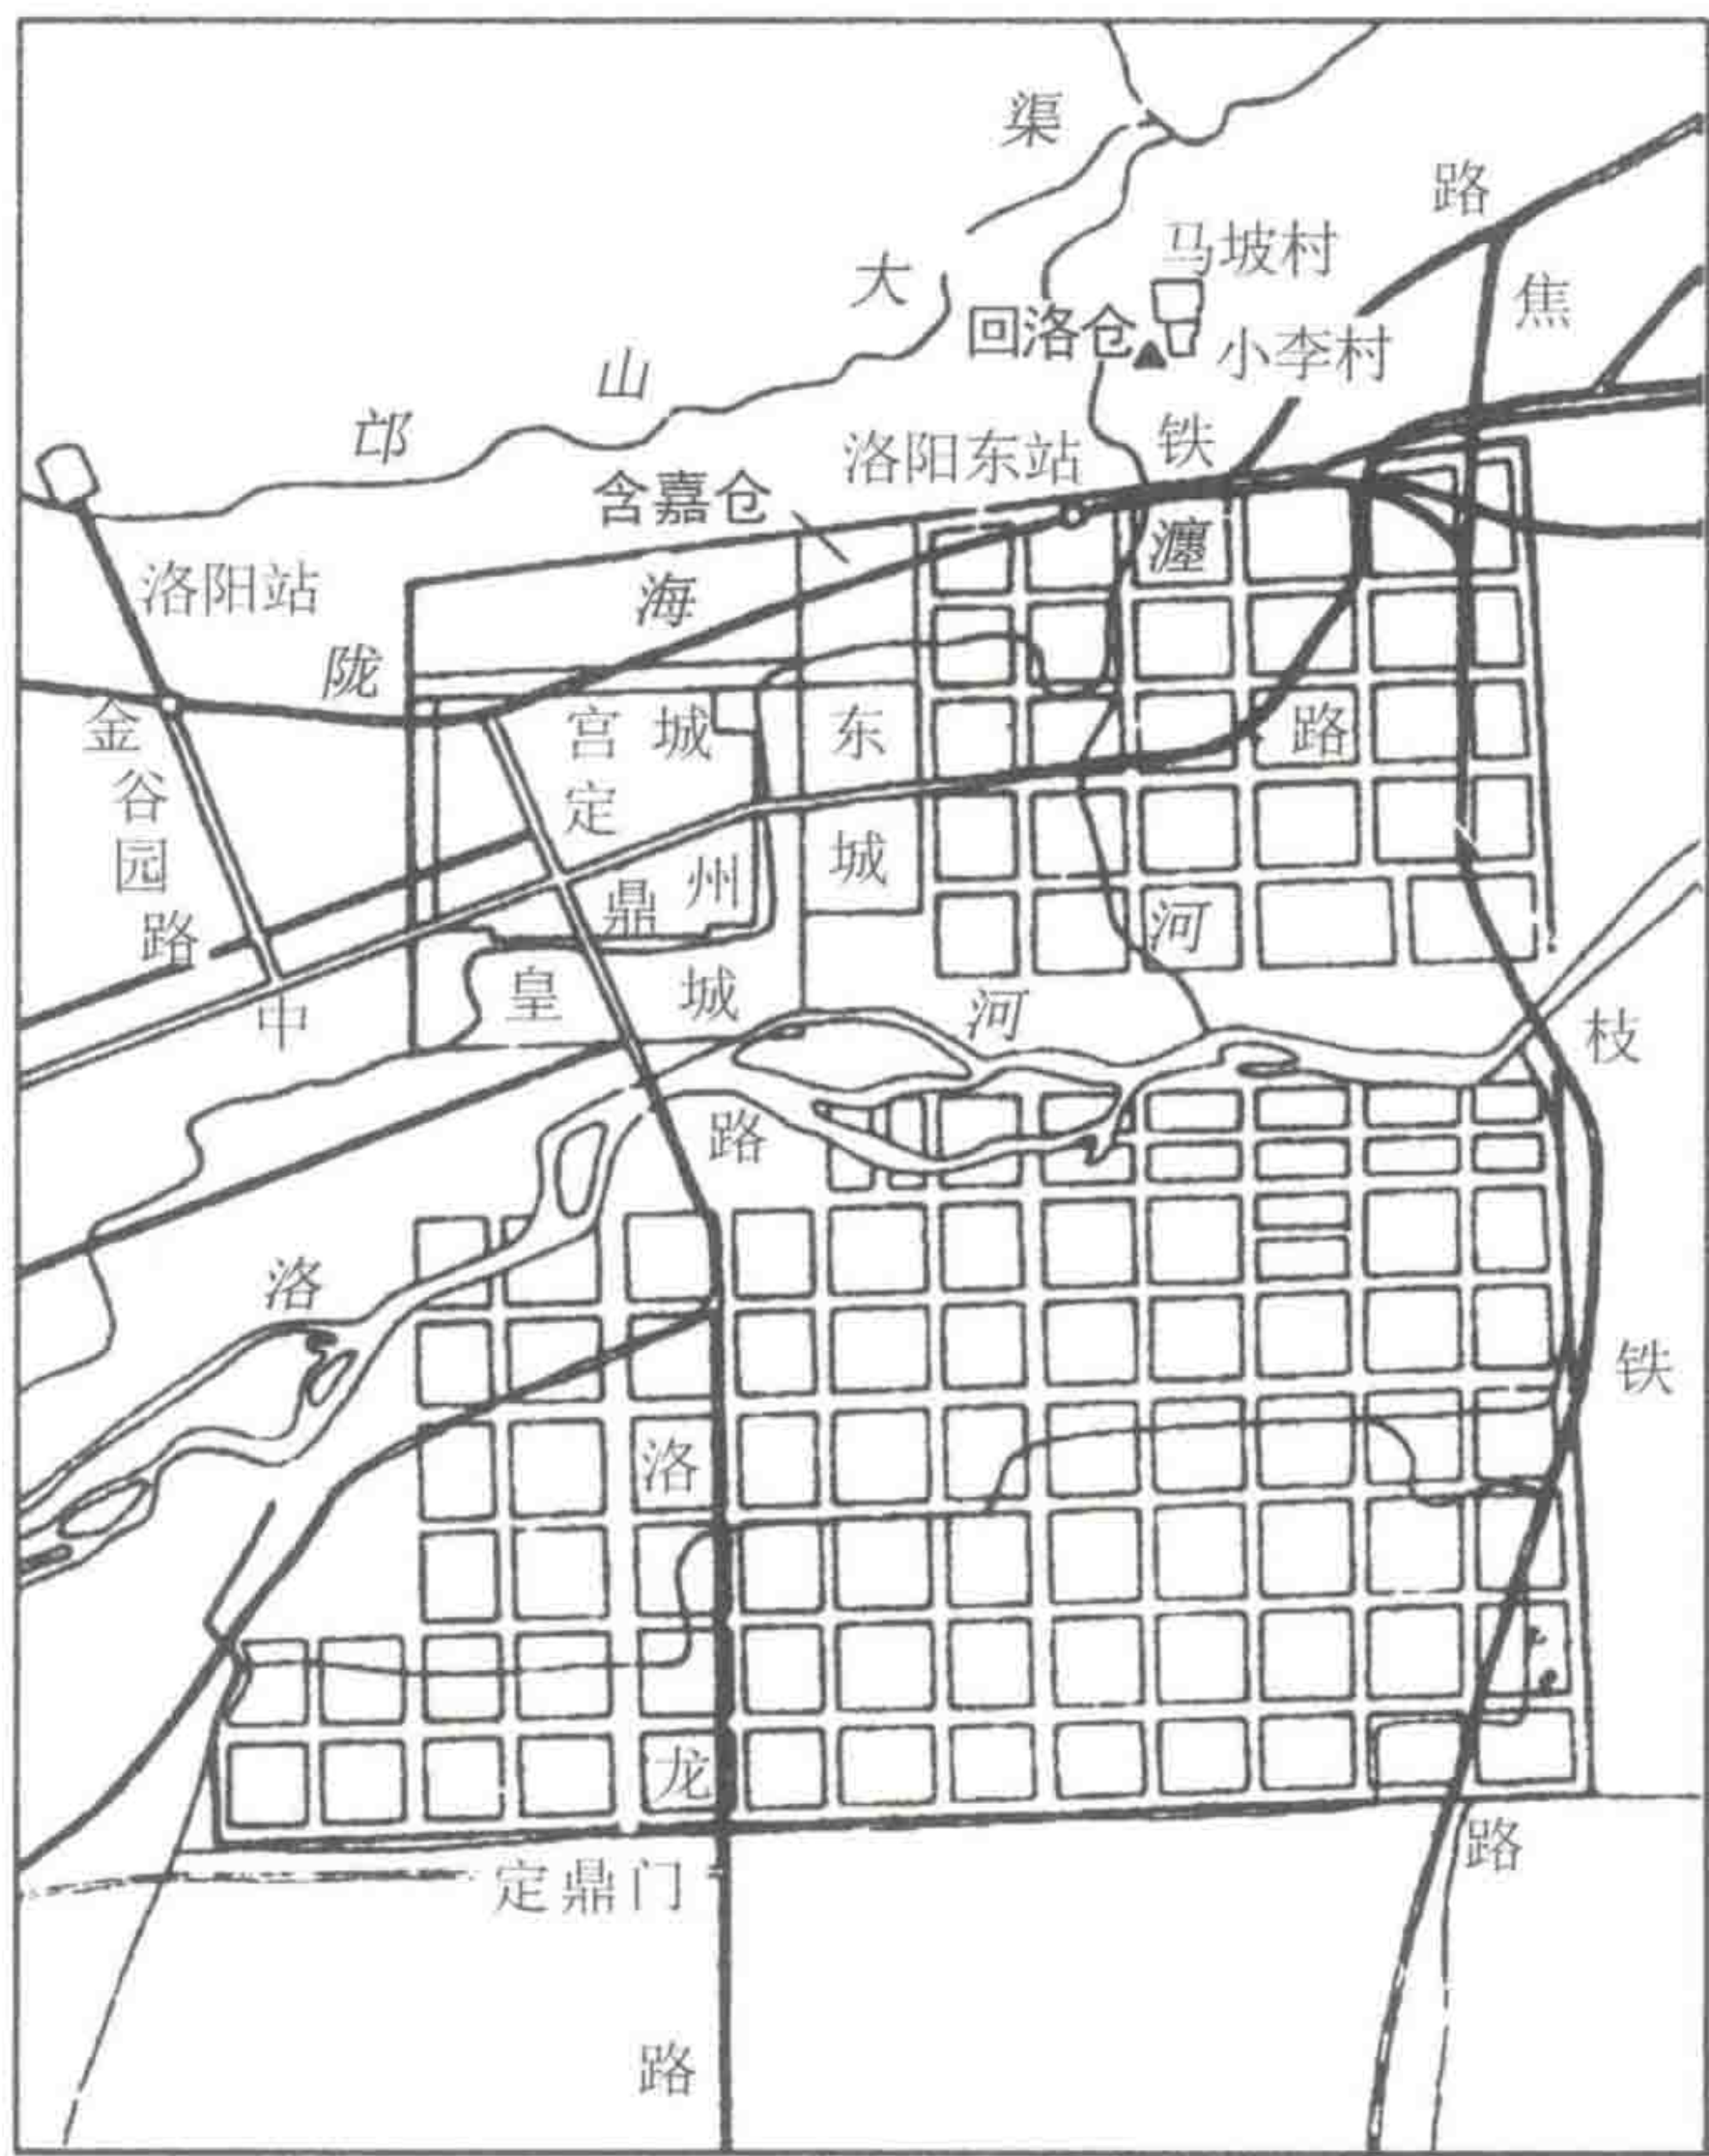 邙山大渠
马坡村
回洛仓
小李村
洛阳东站
含嘉仓
洛阳站
陇海铁路
焦枝铁路
金谷园路
宫城
东城
皇城
定鼎路
中州路
瀍河
洛河
洛龙路
定鼎门